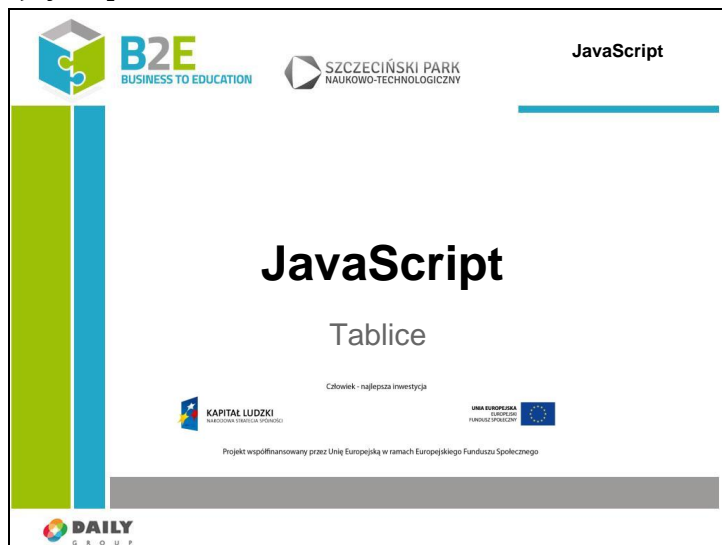 B2E
BUSINESS TO EDUCATION
SZCZECIŃSKI PARK
NAUKOWO-TECHNOLOGICZNY
JavaScript
JavaScript
Tablice
Człowiek - najlepsza inwestycja
KAPITAŁ LUDZKI
NARODOWA STRATEGIA SPÓJNOŚCI
UNIA EUROPEJSKA
EUROPEJSKI
FUNDUSZ SPOŁECZNY
Projekt współfinansowany przez Unię Europejską w ramach Europejskiego Funduszu Społecznego
DAILY
GROUP